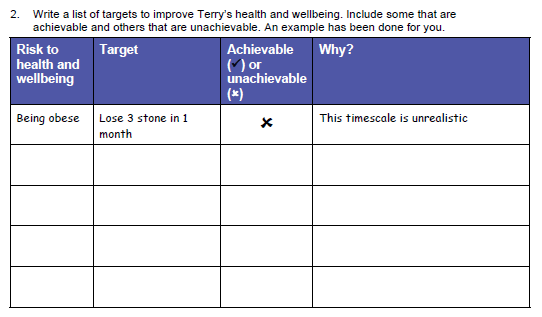 2. Write a list of targets to improve Terry's health and wellbeing. Include some that are
achievable and others that are unachievable. An example has been done for you.
Risk to health and wellbeing
Target
Achievable (✓) or unachievable (×)
Why?
Being obese
Lose 3 stone in 1 month
×
This timescale is unrealistic